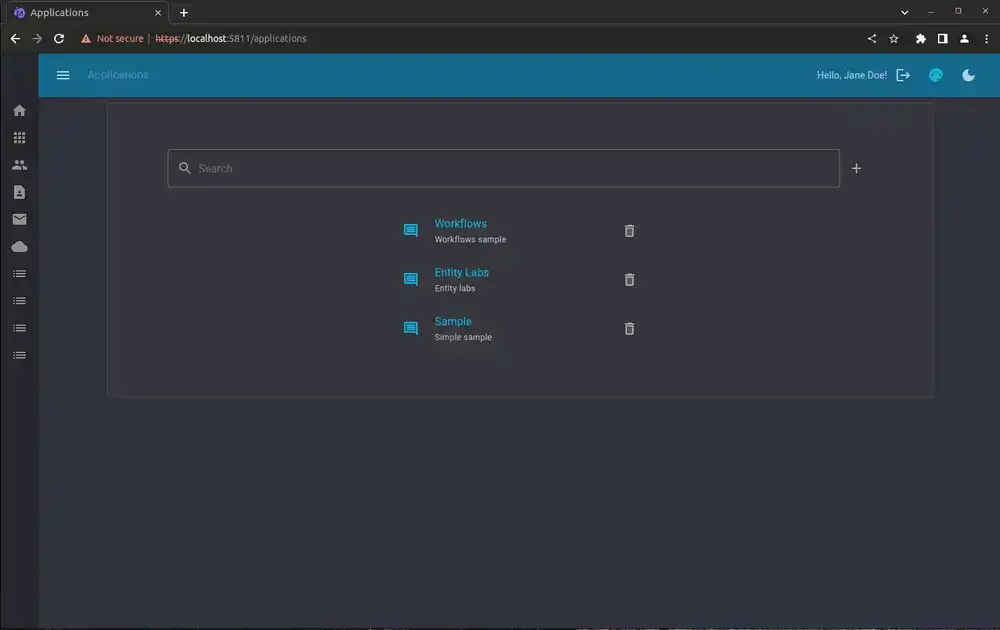 Applications
Not secure | https://localhost:5811/applications
Applications
Hello, Jane Doe!
Search
Workflows
Workflows sample
Entity Labs
Entity labs
Sample
Simple sample